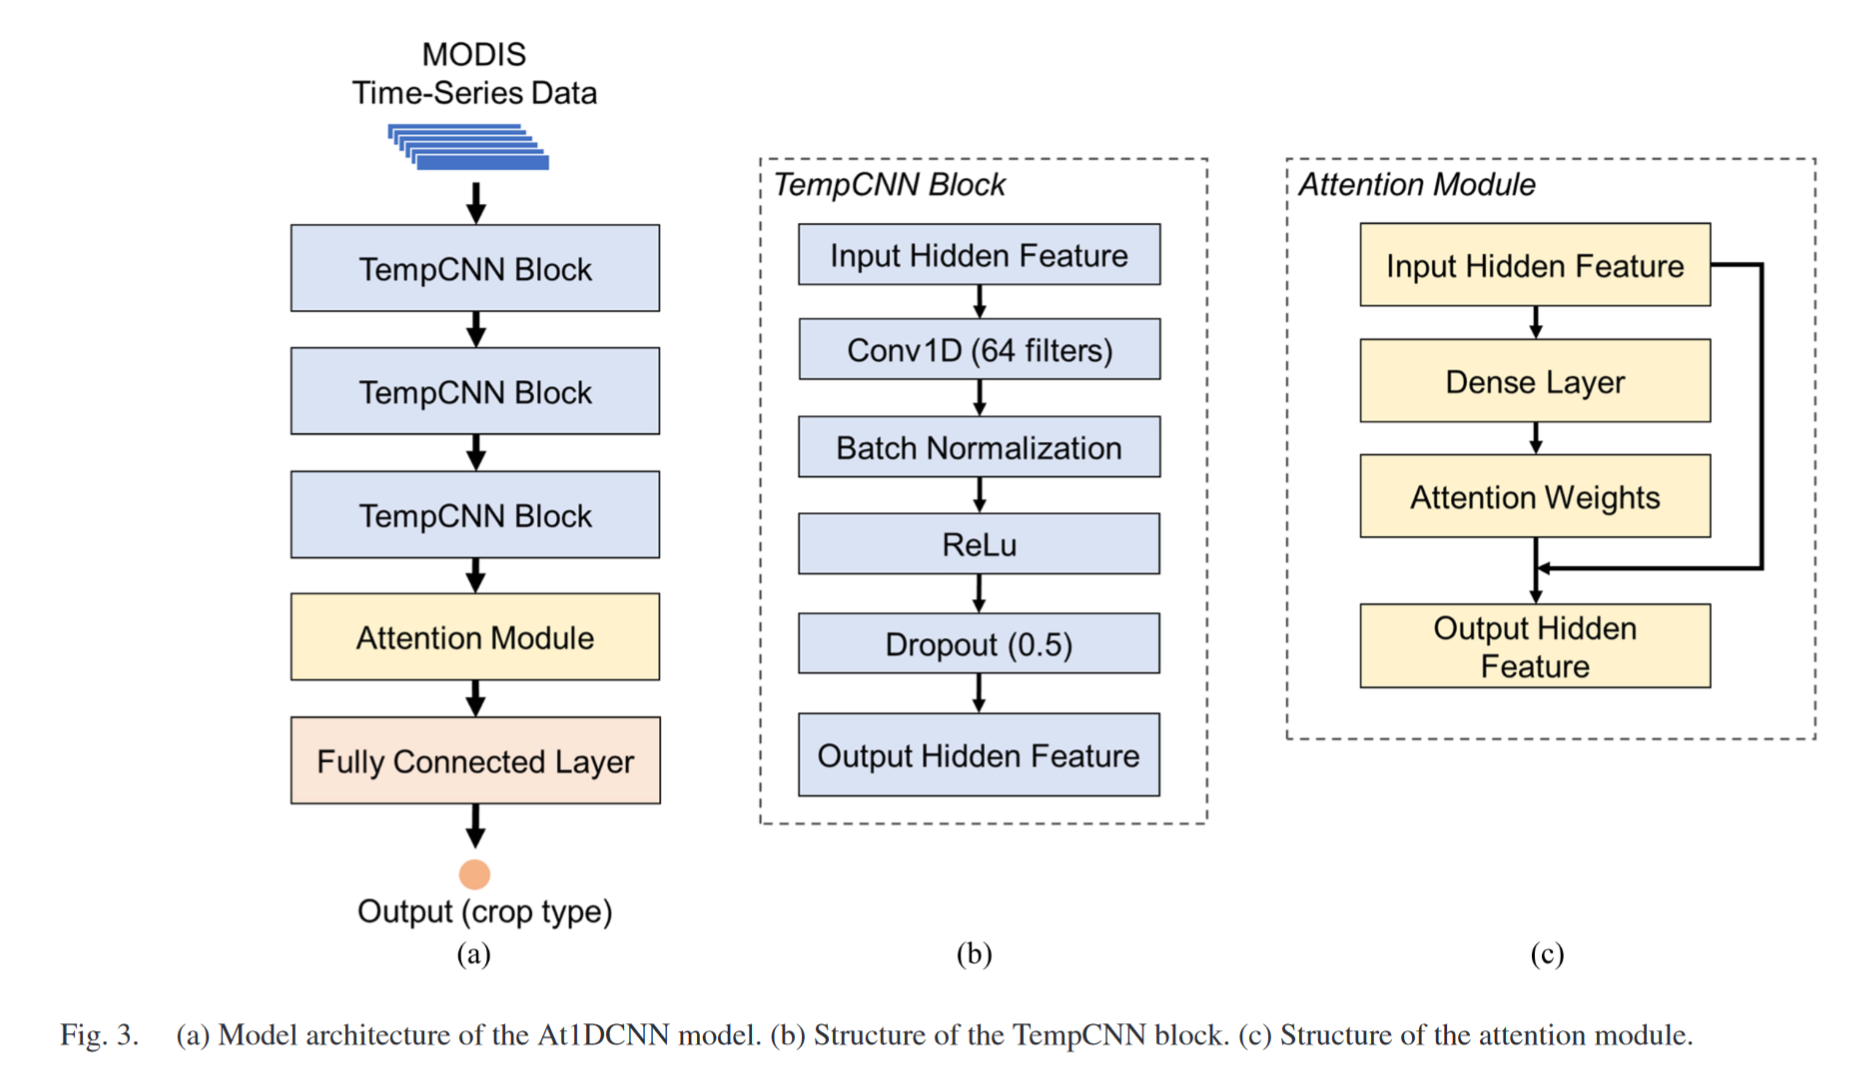 MODIS
Time-Series Data
TempCNN Block
TempCNN Block
TempCNN Block
Attention Module
Fully Connected Layer
Output (crop type)
(a)
TempCNN Block
Input Hidden Feature
Conv1D (64 filters)
Batch Normalization
ReLu
Dropout (0.5)
Output Hidden Feature
(b)
Attention Module
Input Hidden Feature
Dense Layer
Attention Weights
Output Hidden
Feature
(c)
Fig. 3. (a) Model architecture of the At1DCNN model. (b) Structure of the TempCNN block. (c) Structure of the attention module.